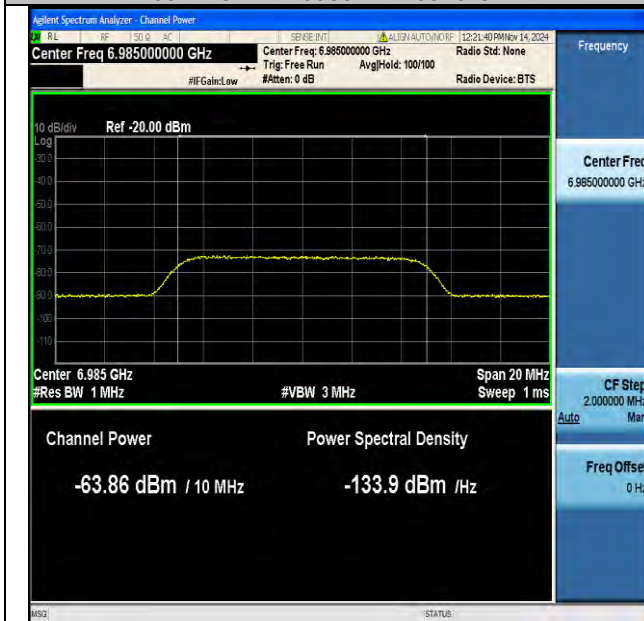 Agilent Spectrum Analyzer - Channel Power
RL RF 50 Ω AC SENSE:INT ALIGN AUTO/NO RF 12:21:40 PM Nov 14, 2024
Center Freq 6.985000000 GHz
Center Freq: 6.985000000 GHz
Radio Std: None
Trig: Free Run Avg|Hold: 100/100
#IFGain:Low #Atten: 0 dB Radio Device: BTS
10 dB/div Ref -20.00 dBm
Log
-30.0
-40.0
-50.0
-60.0
-70.0
-80.0
-90.0
-100
-110
Center 6.985 GHz Span 20 MHz
#Res BW 1 MHz #VBW 3 MHz Sweep 1 ms
Channel Power Power Spectral Density
-63.86 dBm / 10 MHz -133.9 dBm /Hz
MSG STATUS
Frequency
Center Freq
6.985000000 GHz
CF Step
2.000000 MHz
Auto Man
Freq Offset
0 Hz